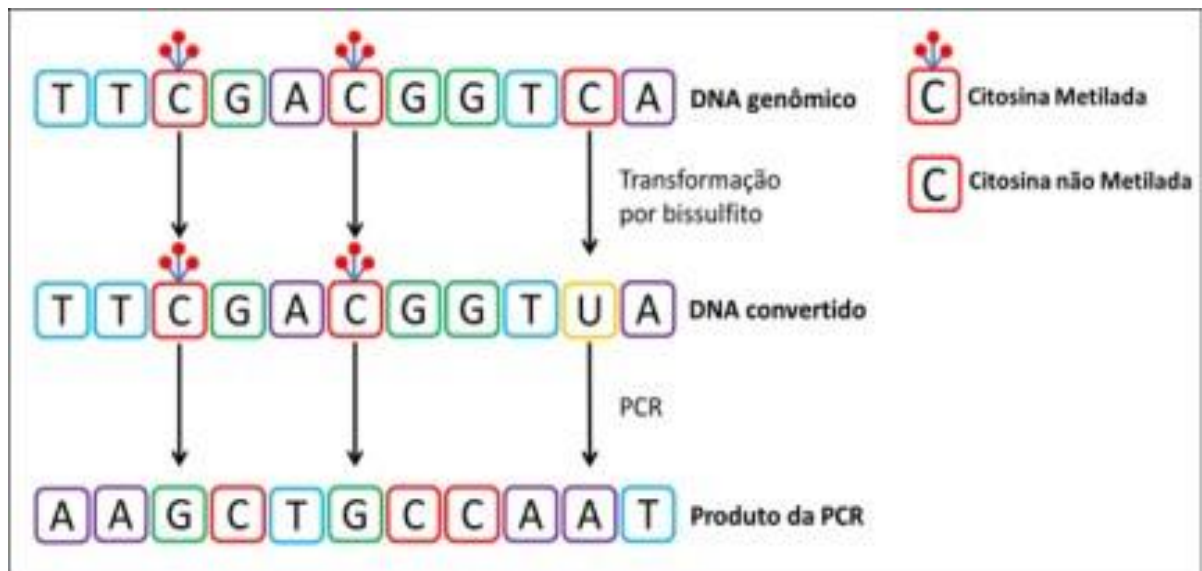 T T C G A C G G T C A DNA genômico
C Citosina Metilada
C Citosina não Metilada
Transformação
por bissulfito
T T C G A C G G T U A DNA convertido
PCR
A A G C T G C C A A T Produto da PCR